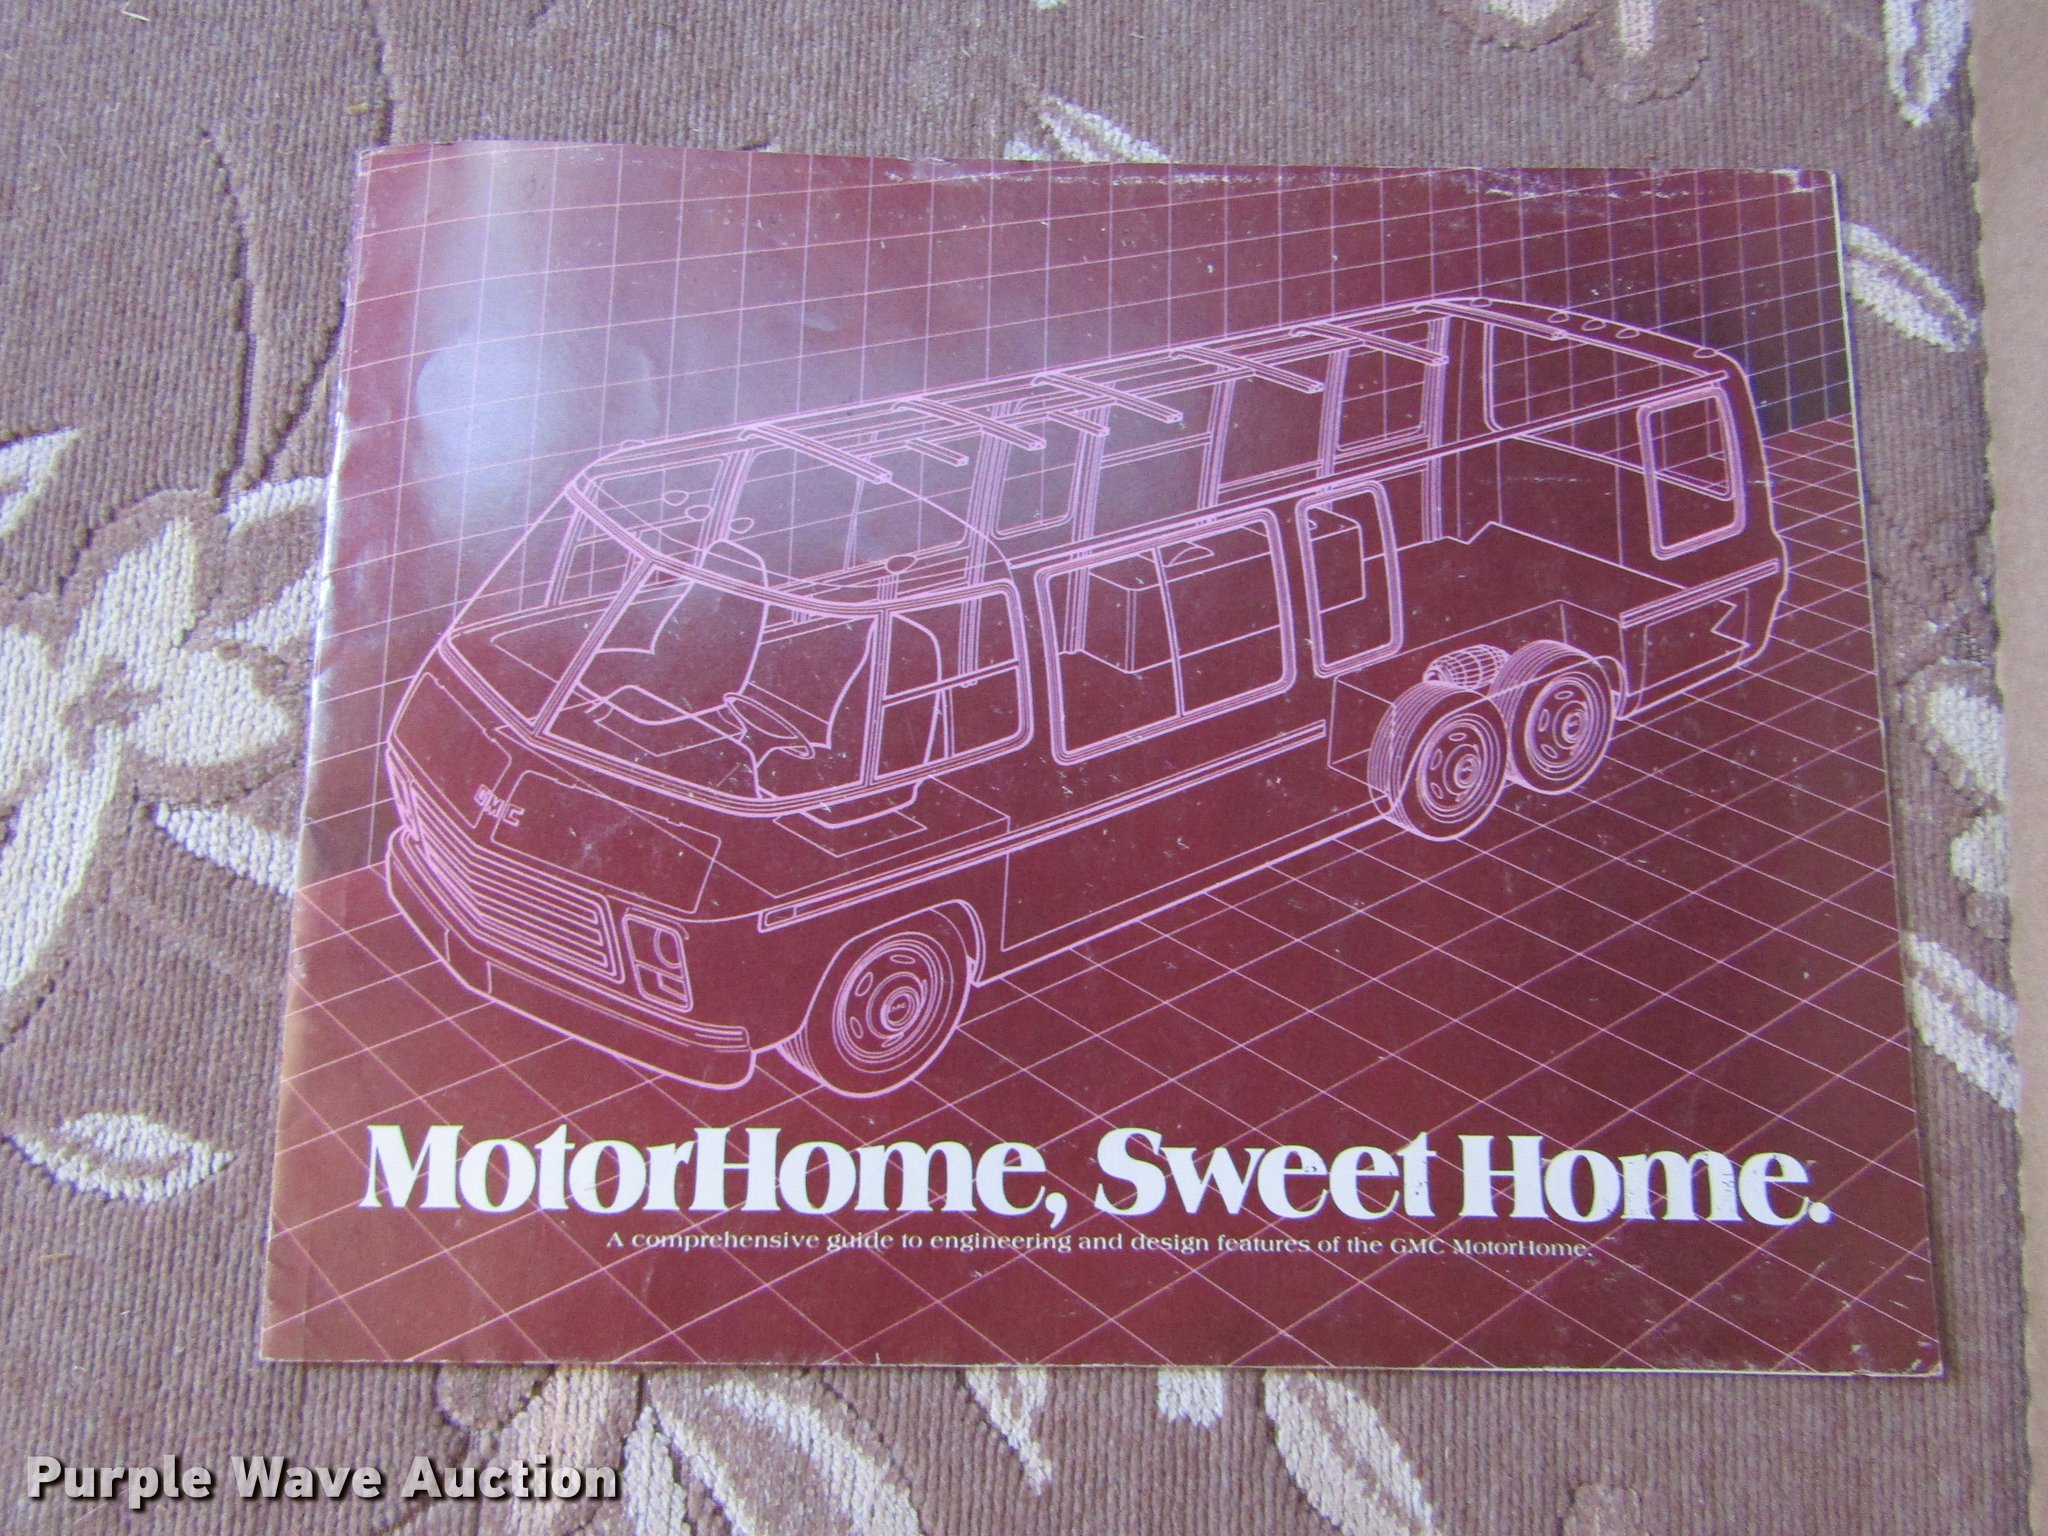 GMC
MotorHome, Sweet Home.
A comprehensive guide to engineering and design features of the GMC MotorHome.
Purple Wave Auction